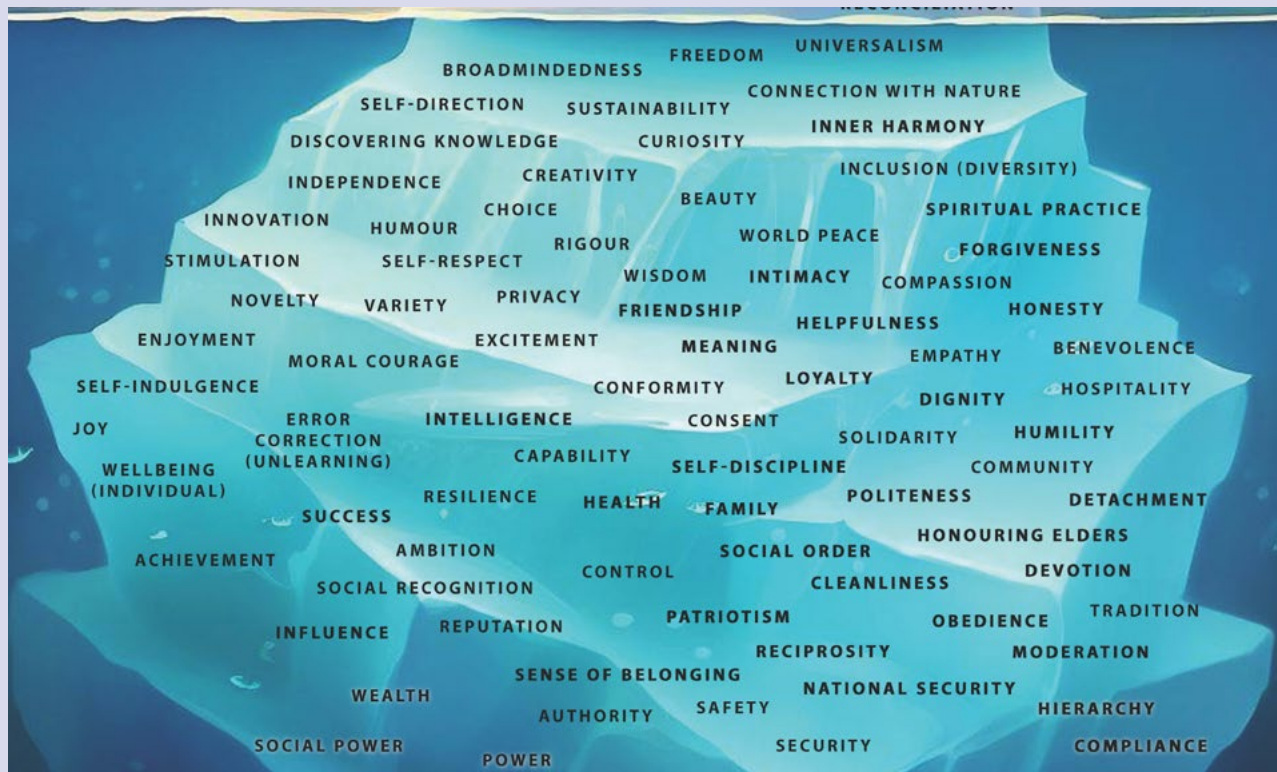 RECONCILIATION
UNIVERSALISM
FREEDOM
BROADMINDEDNESS
CONNECTION WITH NATURE
SELF-DIRECTION
SUSTAINABILITY
INNER HARMONY
DISCOVERING KNOWLEDGE
CURIOSITY
INCLUSION (DIVERSITY)
CREATIVITY
INDEPENDENCE
BEAUTY
CHOICE
SPIRITUAL PRACTICE
INNOVATION
HUMOUR
WORLD PEACE
RIGOUR
FORGIVENESS
STIMULATION
SELF-RESPECT
WISDOM
INTIMACY
COMPASSION
NOVELTY
VARIETY
PRIVACY
FRIENDSHIP
HONESTY
HELPFULNESS
ENJOYMENT
EXCITEMENT
MEANING
BENEVOLENCE
EMPATHY
MORAL COURAGE
LOYALTY
SELF-INDULGENCE
CONFORMITY
HOSPITALITY
DIGNITY
JOY
ERROR
CORRECTION
(UNLEARNING)
INTELLIGENCE
CONSENT
SOLIDARITY
HUMILITY
CAPABILITY
WELLBEING
(INDIVIDUAL)
SELF-DISCIPLINE
COMMUNITY
RESILIENCE
HEALTH
FAMILY
POLITENESS
DETACHMENT
SUCCESS
HONOURING ELDERS
ACHIEVEMENT
AMBITION
SOCIAL ORDER
CONTROL
DEVOTION
CLEANLINESS
SOCIAL RECOGNITION
PATRIOTISM
OBEDIENCE
TRADITION
INFLUENCE
REPUTATION
RECIPROSITY
MODERATION
SENSE OF BELONGING
NATIONAL SECURITY
WEALTH
AUTHORITY
SAFETY
HIERARCHY
SOCIAL POWER
POWER
SECURITY
COMPLIANCE